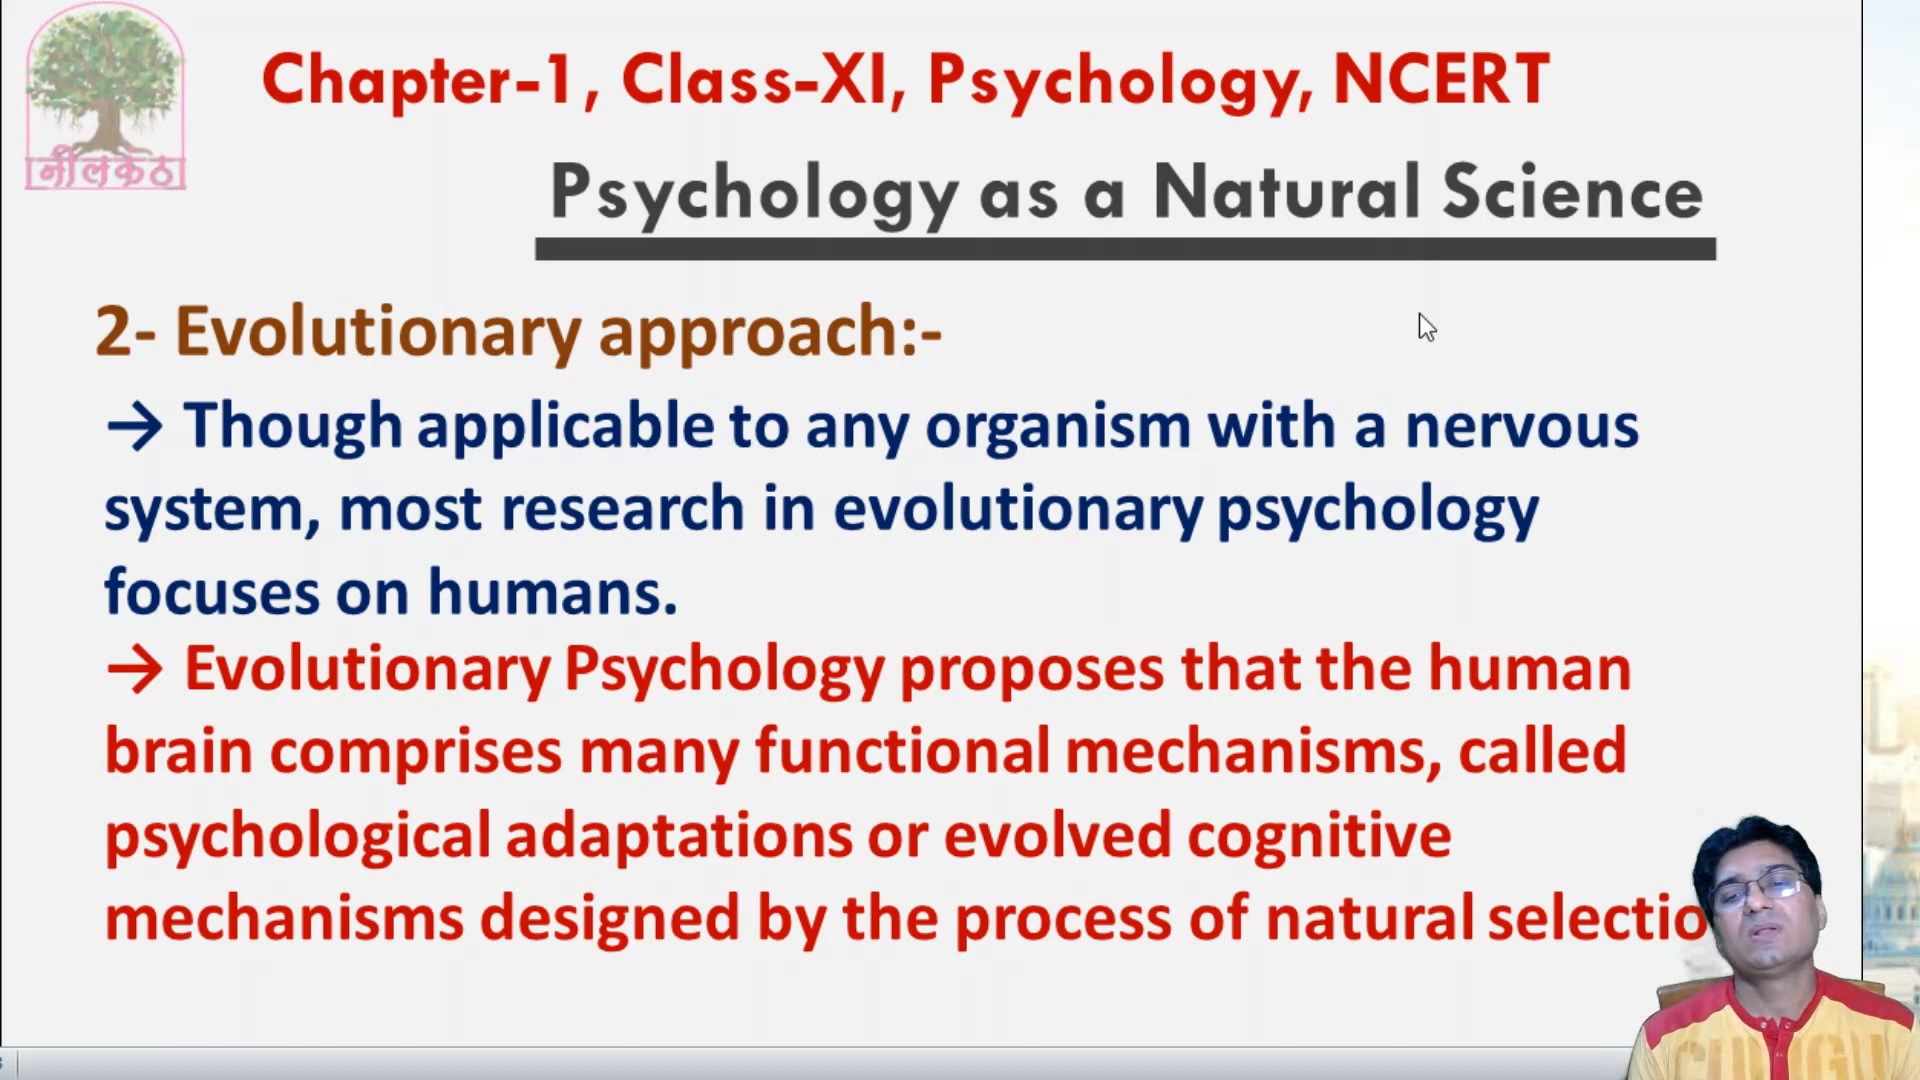 Chapter-1, Class-XI, Psychology, NCERT
नीलकंठ
Psychology as a Natural Science
2- Evolutionary approach:-
→ Though applicable to any organism with a nervous
system, most research in evolutionary psychology
focuses on humans.
→ Evolutionary Psychology proposes that the human
brain comprises many functional mechanisms, called
psychological adaptations or evolved cognitive
mechanisms designed by the process of natural selectio